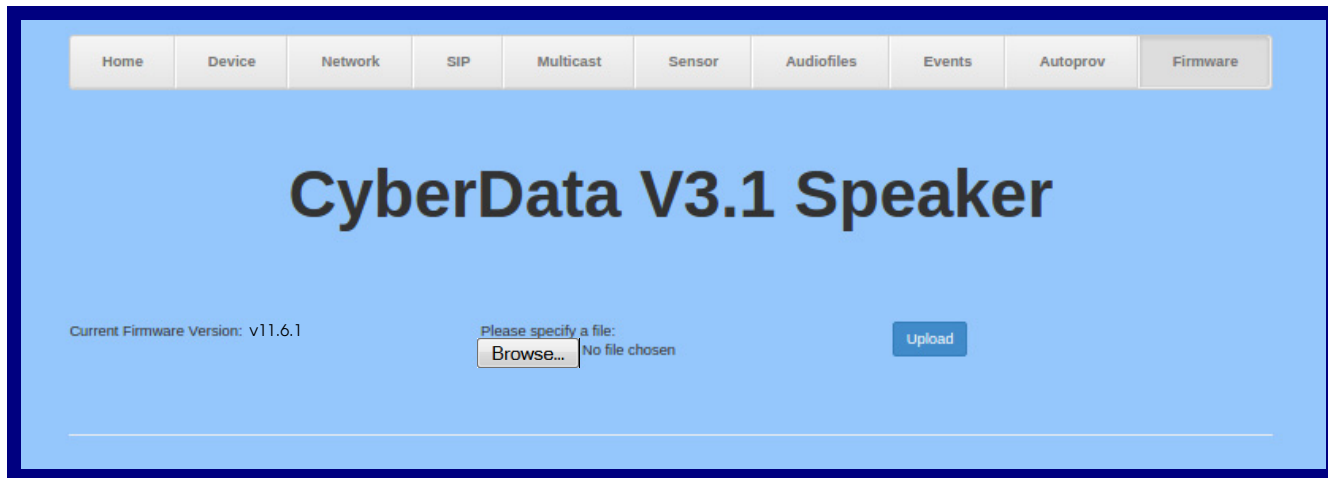 Home Device Network SIP Multicast Sensor Audiofiles Events Autoprov Firmware
CyberData V3.1 Speaker
Current Firmware Version: v11.6.1
Please specify a file:
Browse... No file chosen
Upload